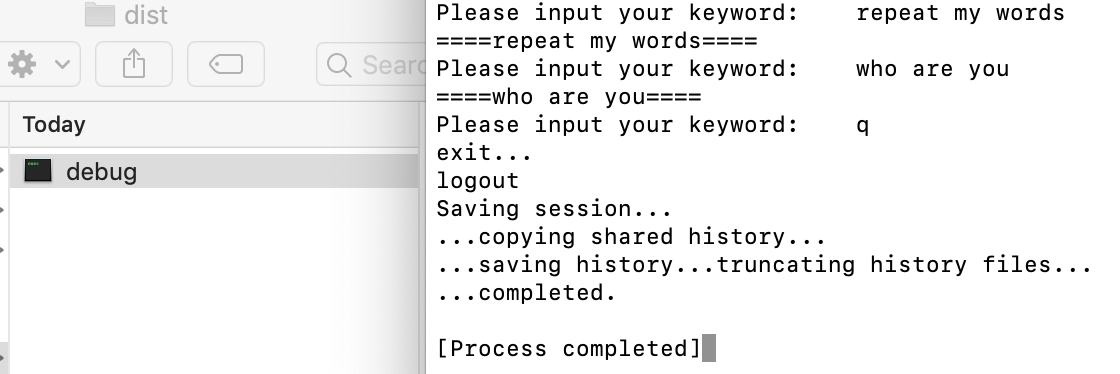 dist
Sear
Today
debug
Please input your keyword:    repeat my words
====repeat my words====
Please input your keyword:    who are you
====who are you====
Please input your keyword:    q
exit...
logout
Saving session...
...copying shared history...
...saving history...truncating history files...
...completed.
[Process completed]